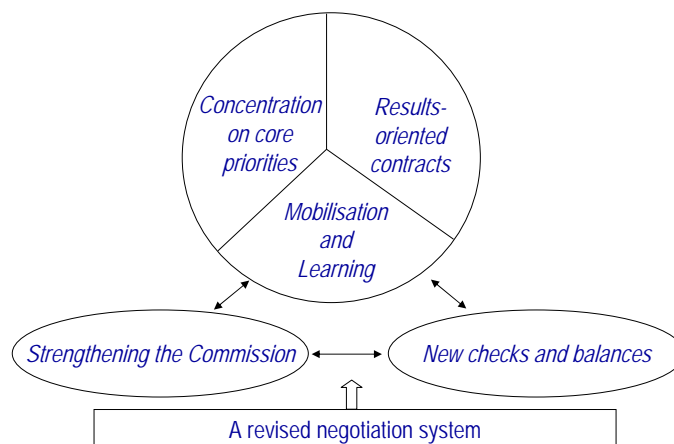 Concentration
on core
priorities
Results-
oriented
contracts
Mobilisation
and
Learning
Strengthening the Commission
New checks and balances
A revised negotiation system